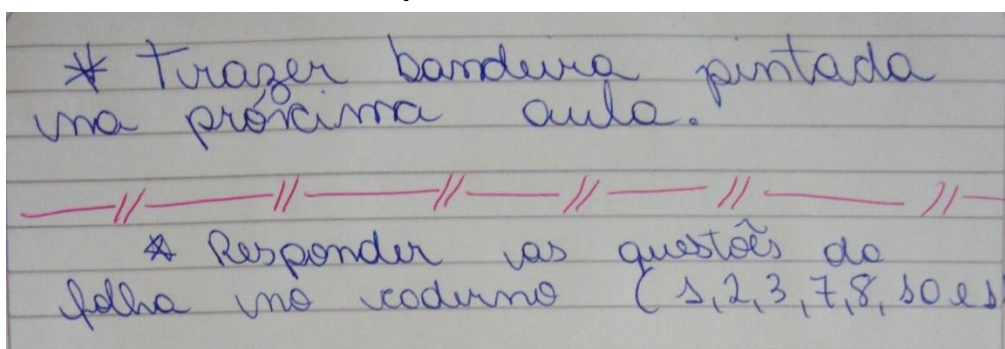 * Trazer bandeira pintada
na próxima aula.
* Responder as questões da
folha no caderno (1,2,3,7,8, 10 e